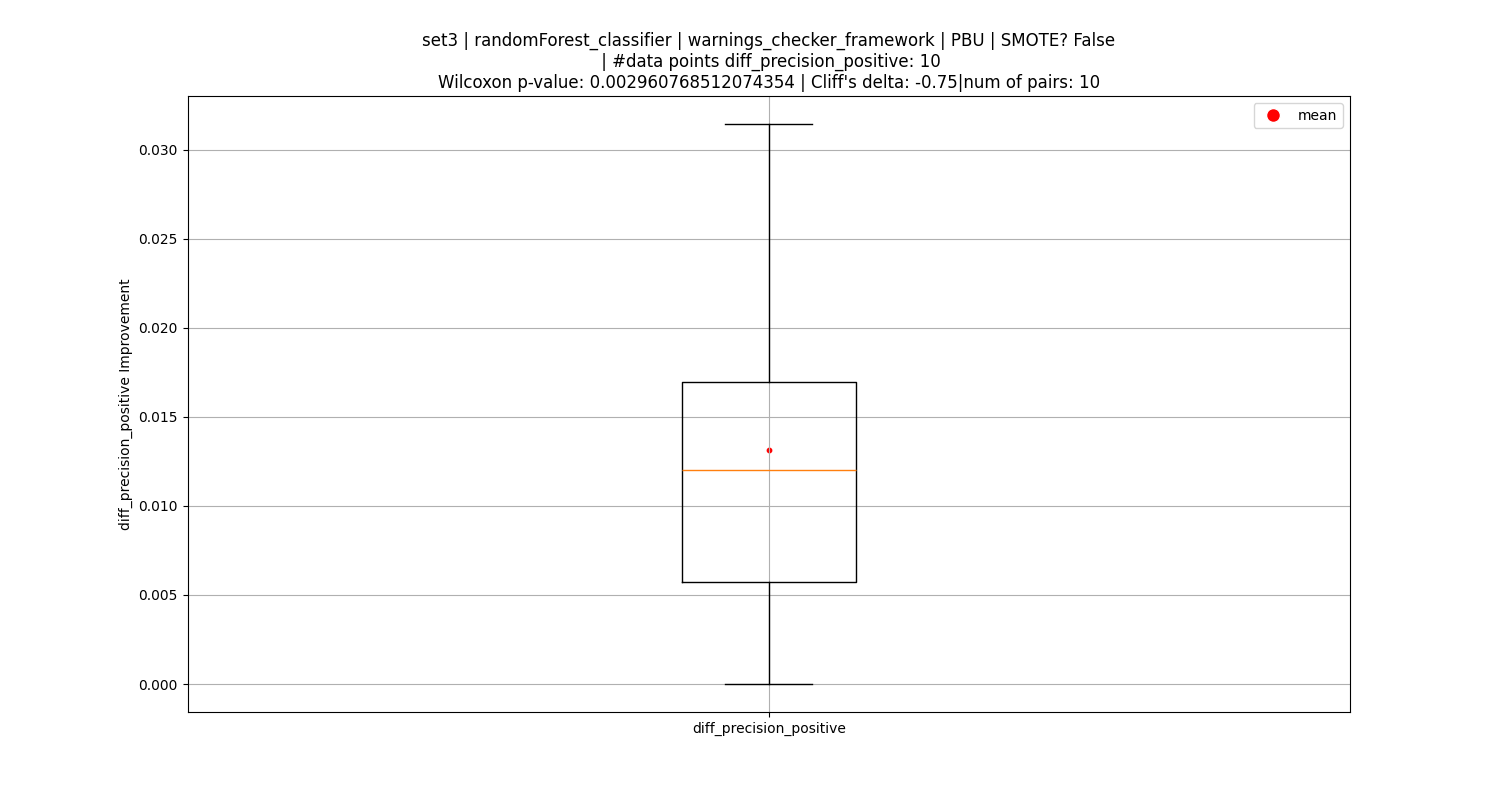 set3 | randomForest_classifier | warnings_checker_framework | PBU | SMOTE? False
| #data points diff_precision_positive: 10
Wilcoxon p-value: 0.002960768512074354 | Cliff's delta: -0.75|num of pairs: 10
mean
0.030
0.025
0.020
0.015
0.010
0.005
0.000
diff_precision_positive Improvement
diff_precision_positive